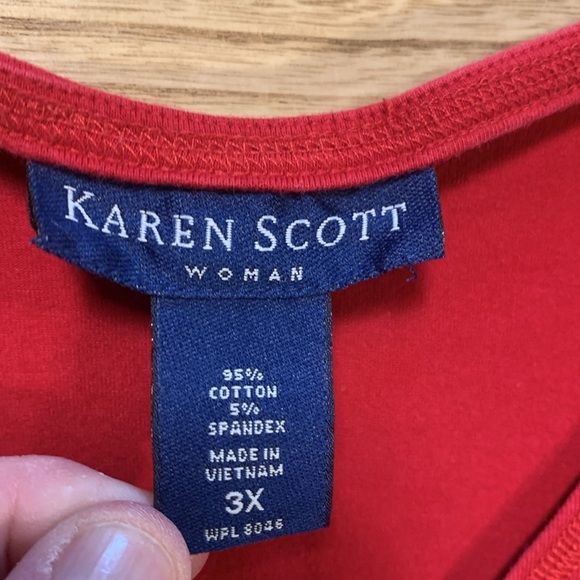 KAREN SCOTT
WOMAN
95%
COTTON
5%
SPANDEX
MADE IN
VIETNAM
3X
WPL 8046